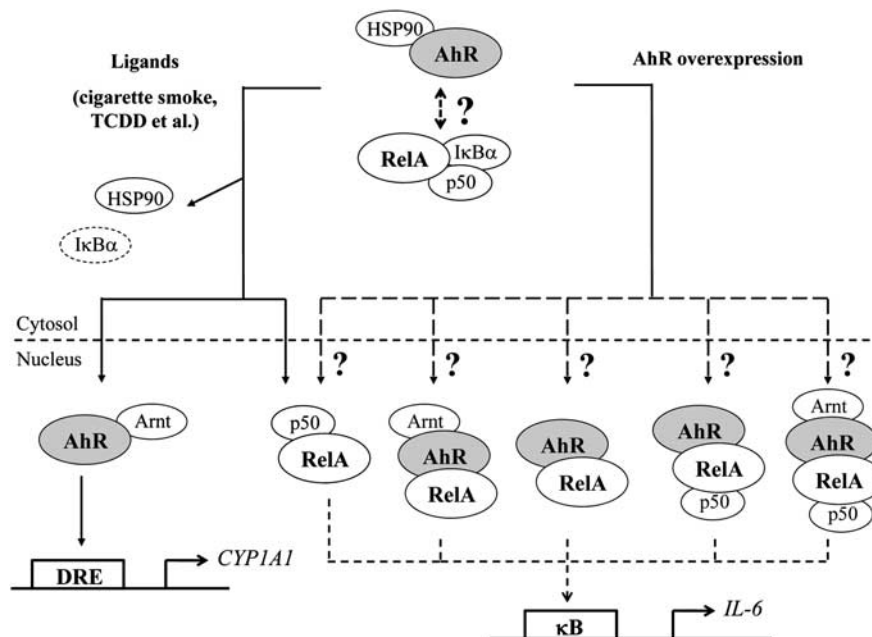 HSP90
AhR
Ligands
(cigarette smoke,
TCDD et al.)
AhR overexpression
?
RelA
IκBα
p50
HSP90
IκBα
Cytosol
Nucleus
? ? ? ? ?
Arnt
AhR
p50
RelA
Arnt
AhR
RelA
AhR
RelA
AhR
RelA
p50
Arnt
AhR
RelA
p50
DRE
CYP1A1
κB
IL-6